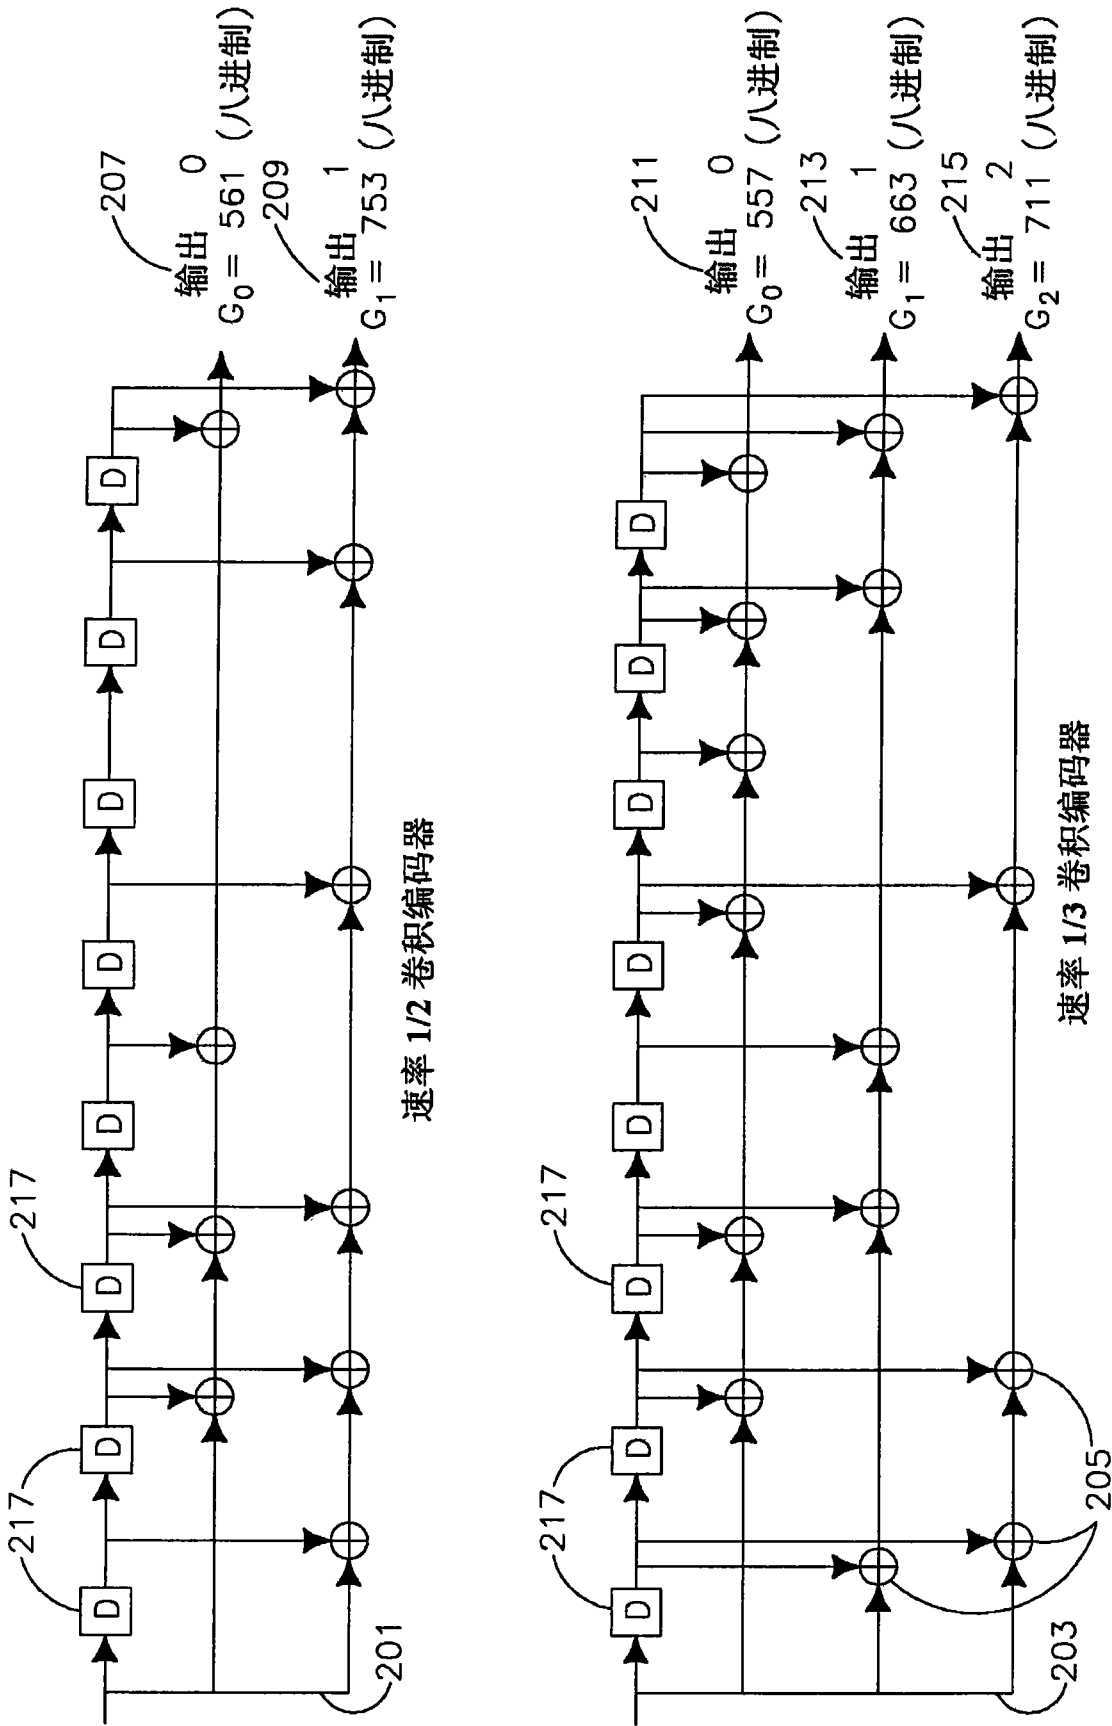 217
217
D
D
D
D
D
D
D
D
201
207
输出 0
G0 = 561 (八进制)
209
输出 1
G1 = 753 (八进制)
速率 1/2 卷积编码器
217
217
D
D
D
D
D
D
D
D
203
205
211
输出 0
G0 = 557 (八进制)
213
输出 1
G1 = 663 (八进制)
215
输出 2
G2 = 711 (八进制)
速率 1/3 卷积编码器